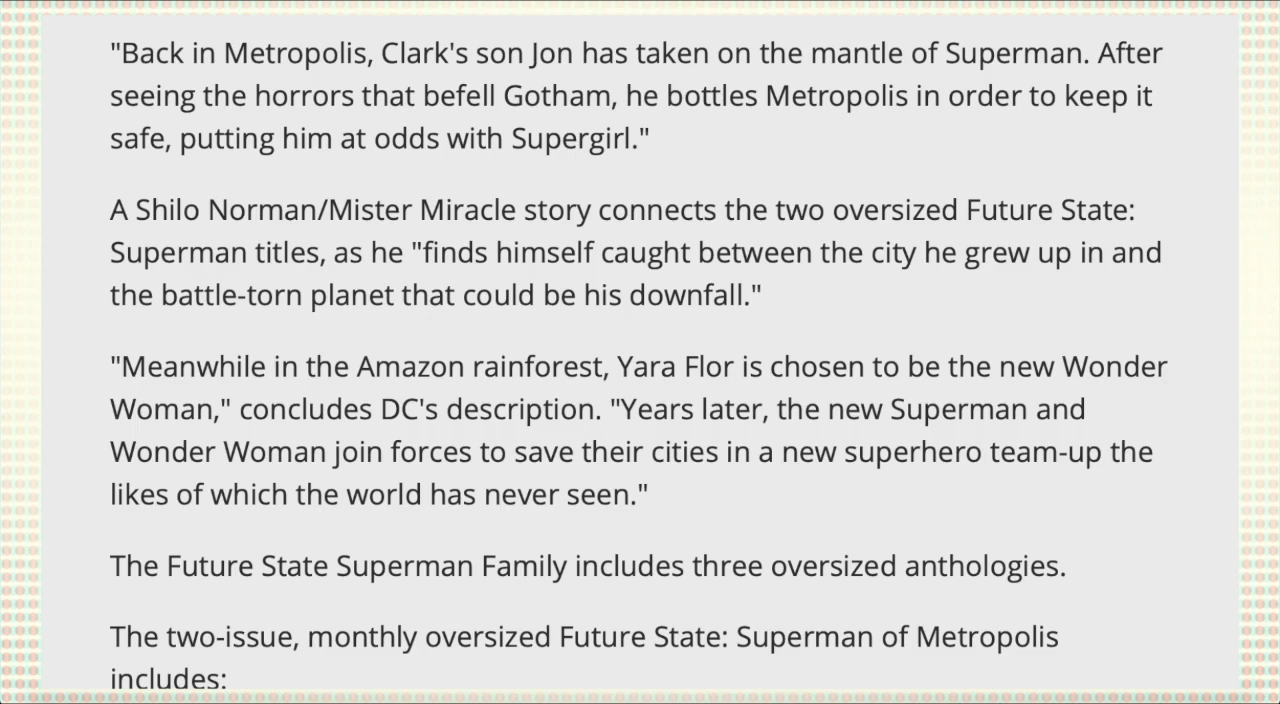 "Back in Metropolis, Clark's son Jon has taken on the mantle of Superman. After
seeing the horrors that befell Gotham, he bottles Metropolis in order to keep it
safe, putting him at odds with Supergirl."
A Shilo Norman/Mister Miracle story connects the two oversized Future State:
Superman titles, as he "finds himself caught between the city he grew up in and
the battle-torn planet that could be his downfall."
"Meanwhile in the Amazon rainforest, Yara Flor is chosen to be the new Wonder
Woman," concludes DC's description. "Years later, the new Superman and
Wonder Woman join forces to save their cities in a new superhero team-up the
likes of which the world has never seen."
The Future State Superman Family includes three oversized anthologies.
The two-issue, monthly oversized Future State: Superman of Metropolis
includes: